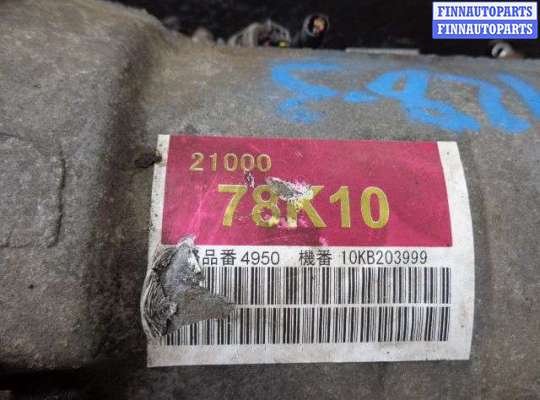 FINNAUTOPARTS
FINNAUTOPARTS
21000
78K10
品番 4950 機番 10KB203999